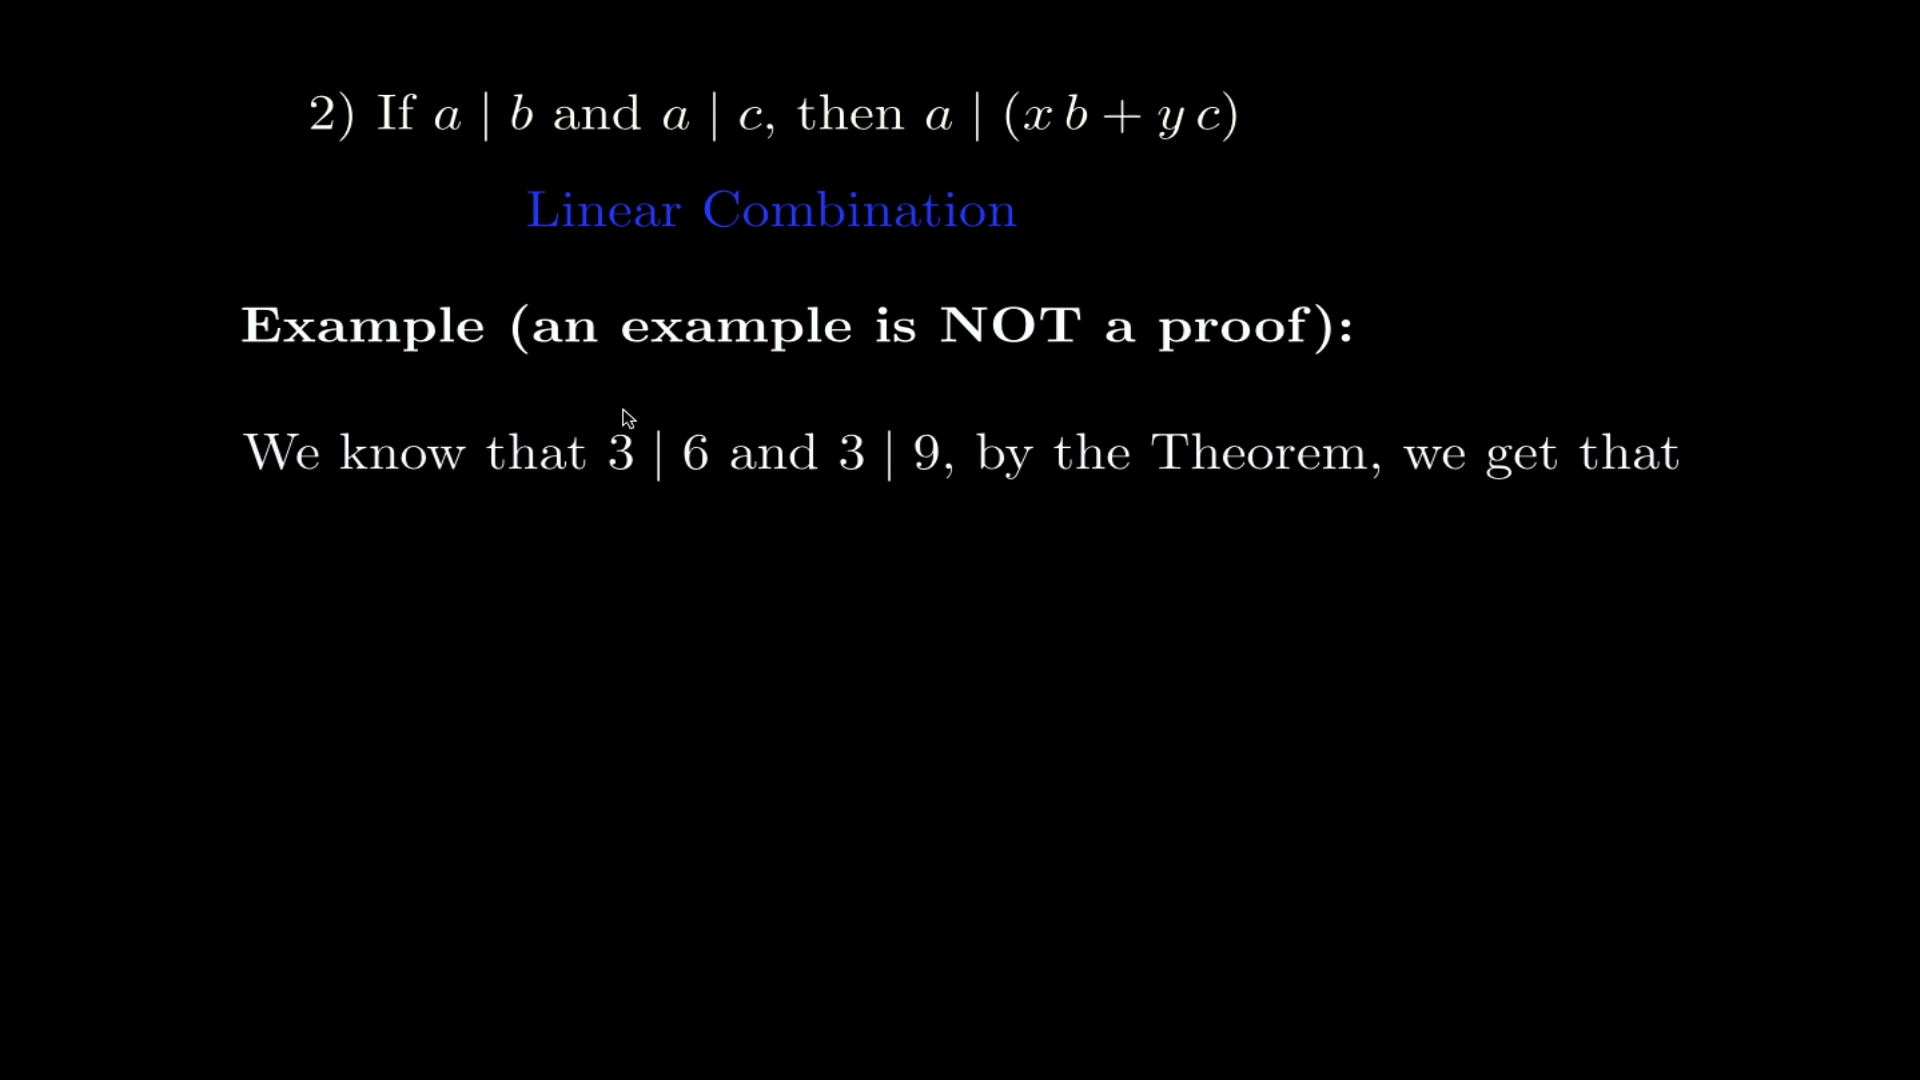 2) If a | b and a | c, then a | (x b + y c)
Linear Combination
Example (an example is NOT a proof):
We know that 3 | 6 and 3 | 9, by the Theorem, we get that